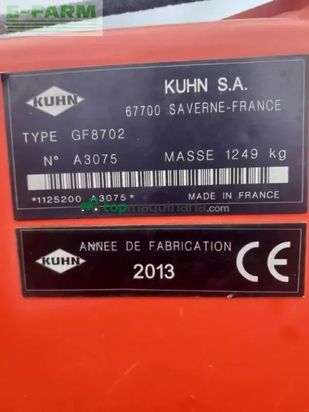 E-FARM
KUHN
KUHN S.A.
67700 SAVERNE-FRANCE
TYPE GF8702
N° A3075 MASSE 1249 kg
*1125200 A3075* MADE IN FRANCE
topmaquinaria.com
KUHN
ANNEE DE FABRICATION
2013
CE